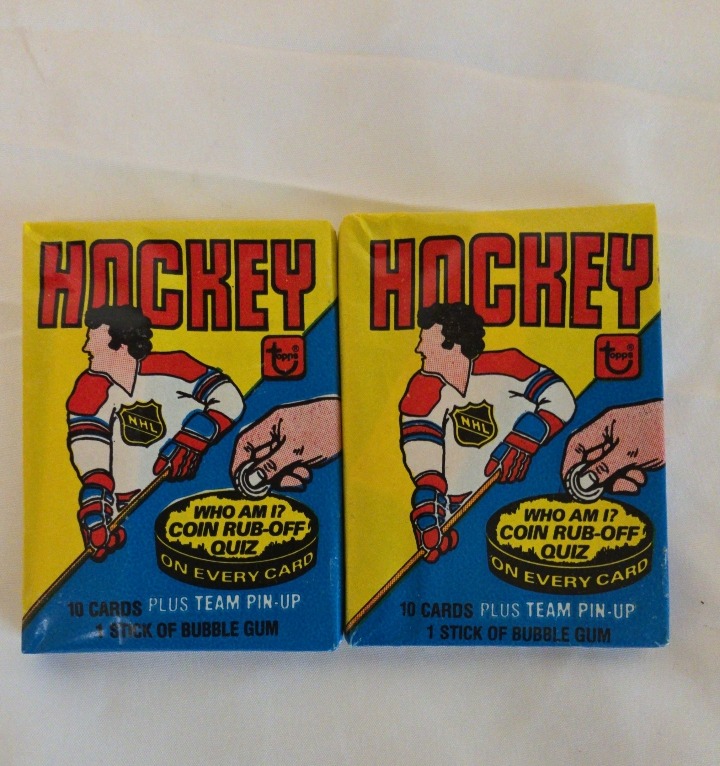 HOCKEY
topps®
NHL
WHO AM I?
COIN RUB-OFF
QUIZ
ON EVERY CARD
10 CARDS PLUS TEAM PIN-UP
1 STICK OF BUBBLE GUM
HOCKEY
topps®
NHL
WHO AM I?
COIN RUB-OFF
QUIZ
ON EVERY CARD
10 CARDS PLUS TEAM PIN-UP
1 STICK OF BUBBLE GUM